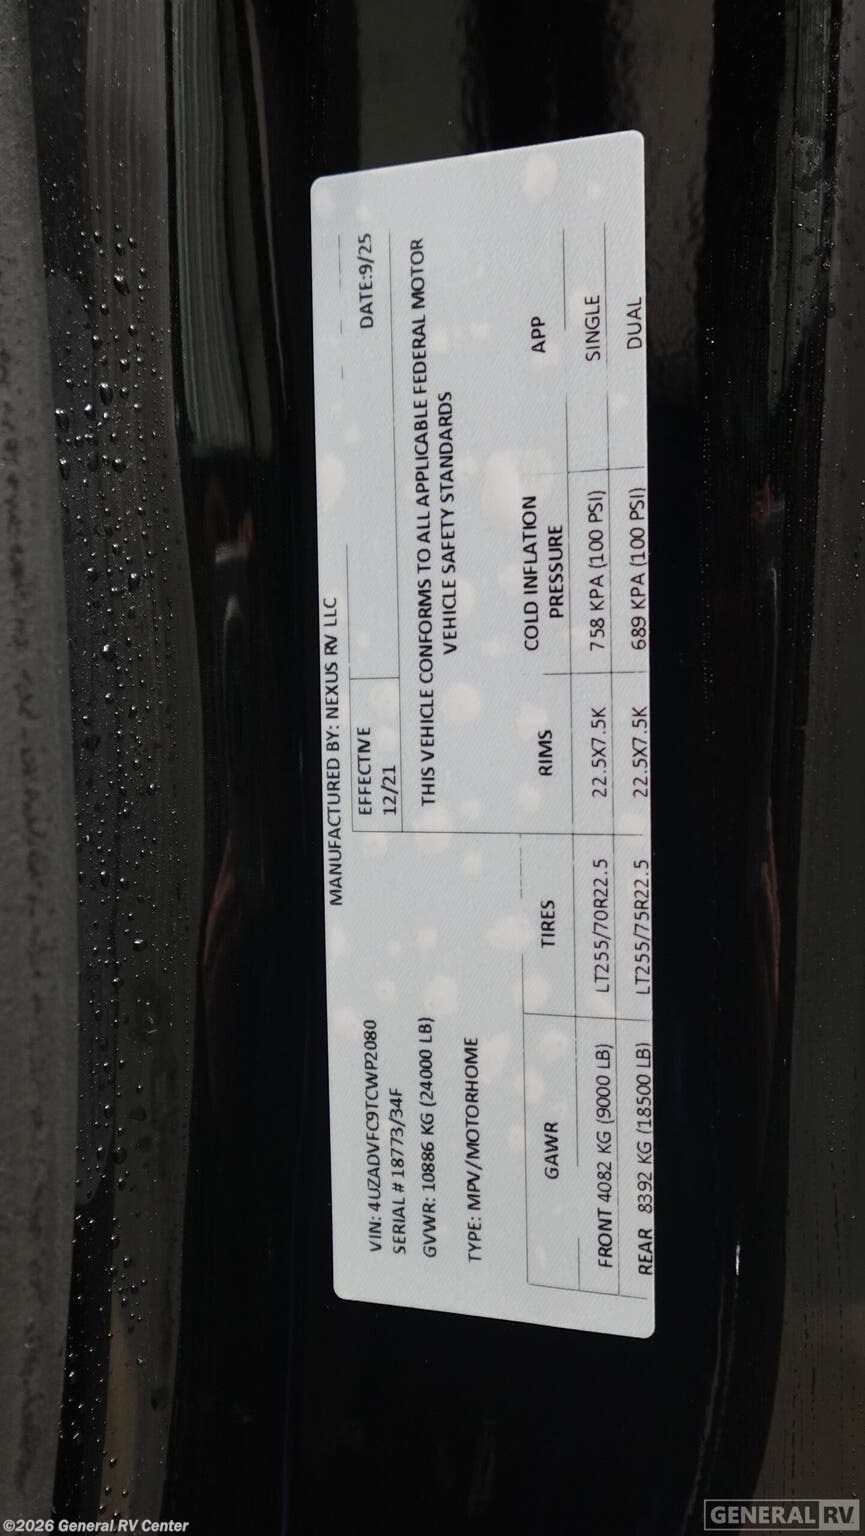 MANUFACTURED BY: NEXUS RV LLC
VIN: 4UZADVFC9TCWP2080
SERIAL # 18773/34F
GVWR: 10886 KG (24000 LB)
TYPE: MPV/MOTORHOME
EFFECTIVE
12/21
DATE:9/25
THIS VEHICLE CONFORMS TO ALL APPLICABLE FEDERAL MOTOR
VEHICLE SAFETY STANDARDS
GAWR TIRES RIMS COLD INFLATION PRESSURE APP
FRONT 4082 KG (9000 LB) LT255/70R22.5 22.5X7.5K 758 KPA (100 PSI) SINGLE
REAR 8392 KG (18500 LB) LT255/75R22.5 22.5X7.5K 689 KPA (100 PSI) DUAL
©2026 General RV Center
GENERAL RV